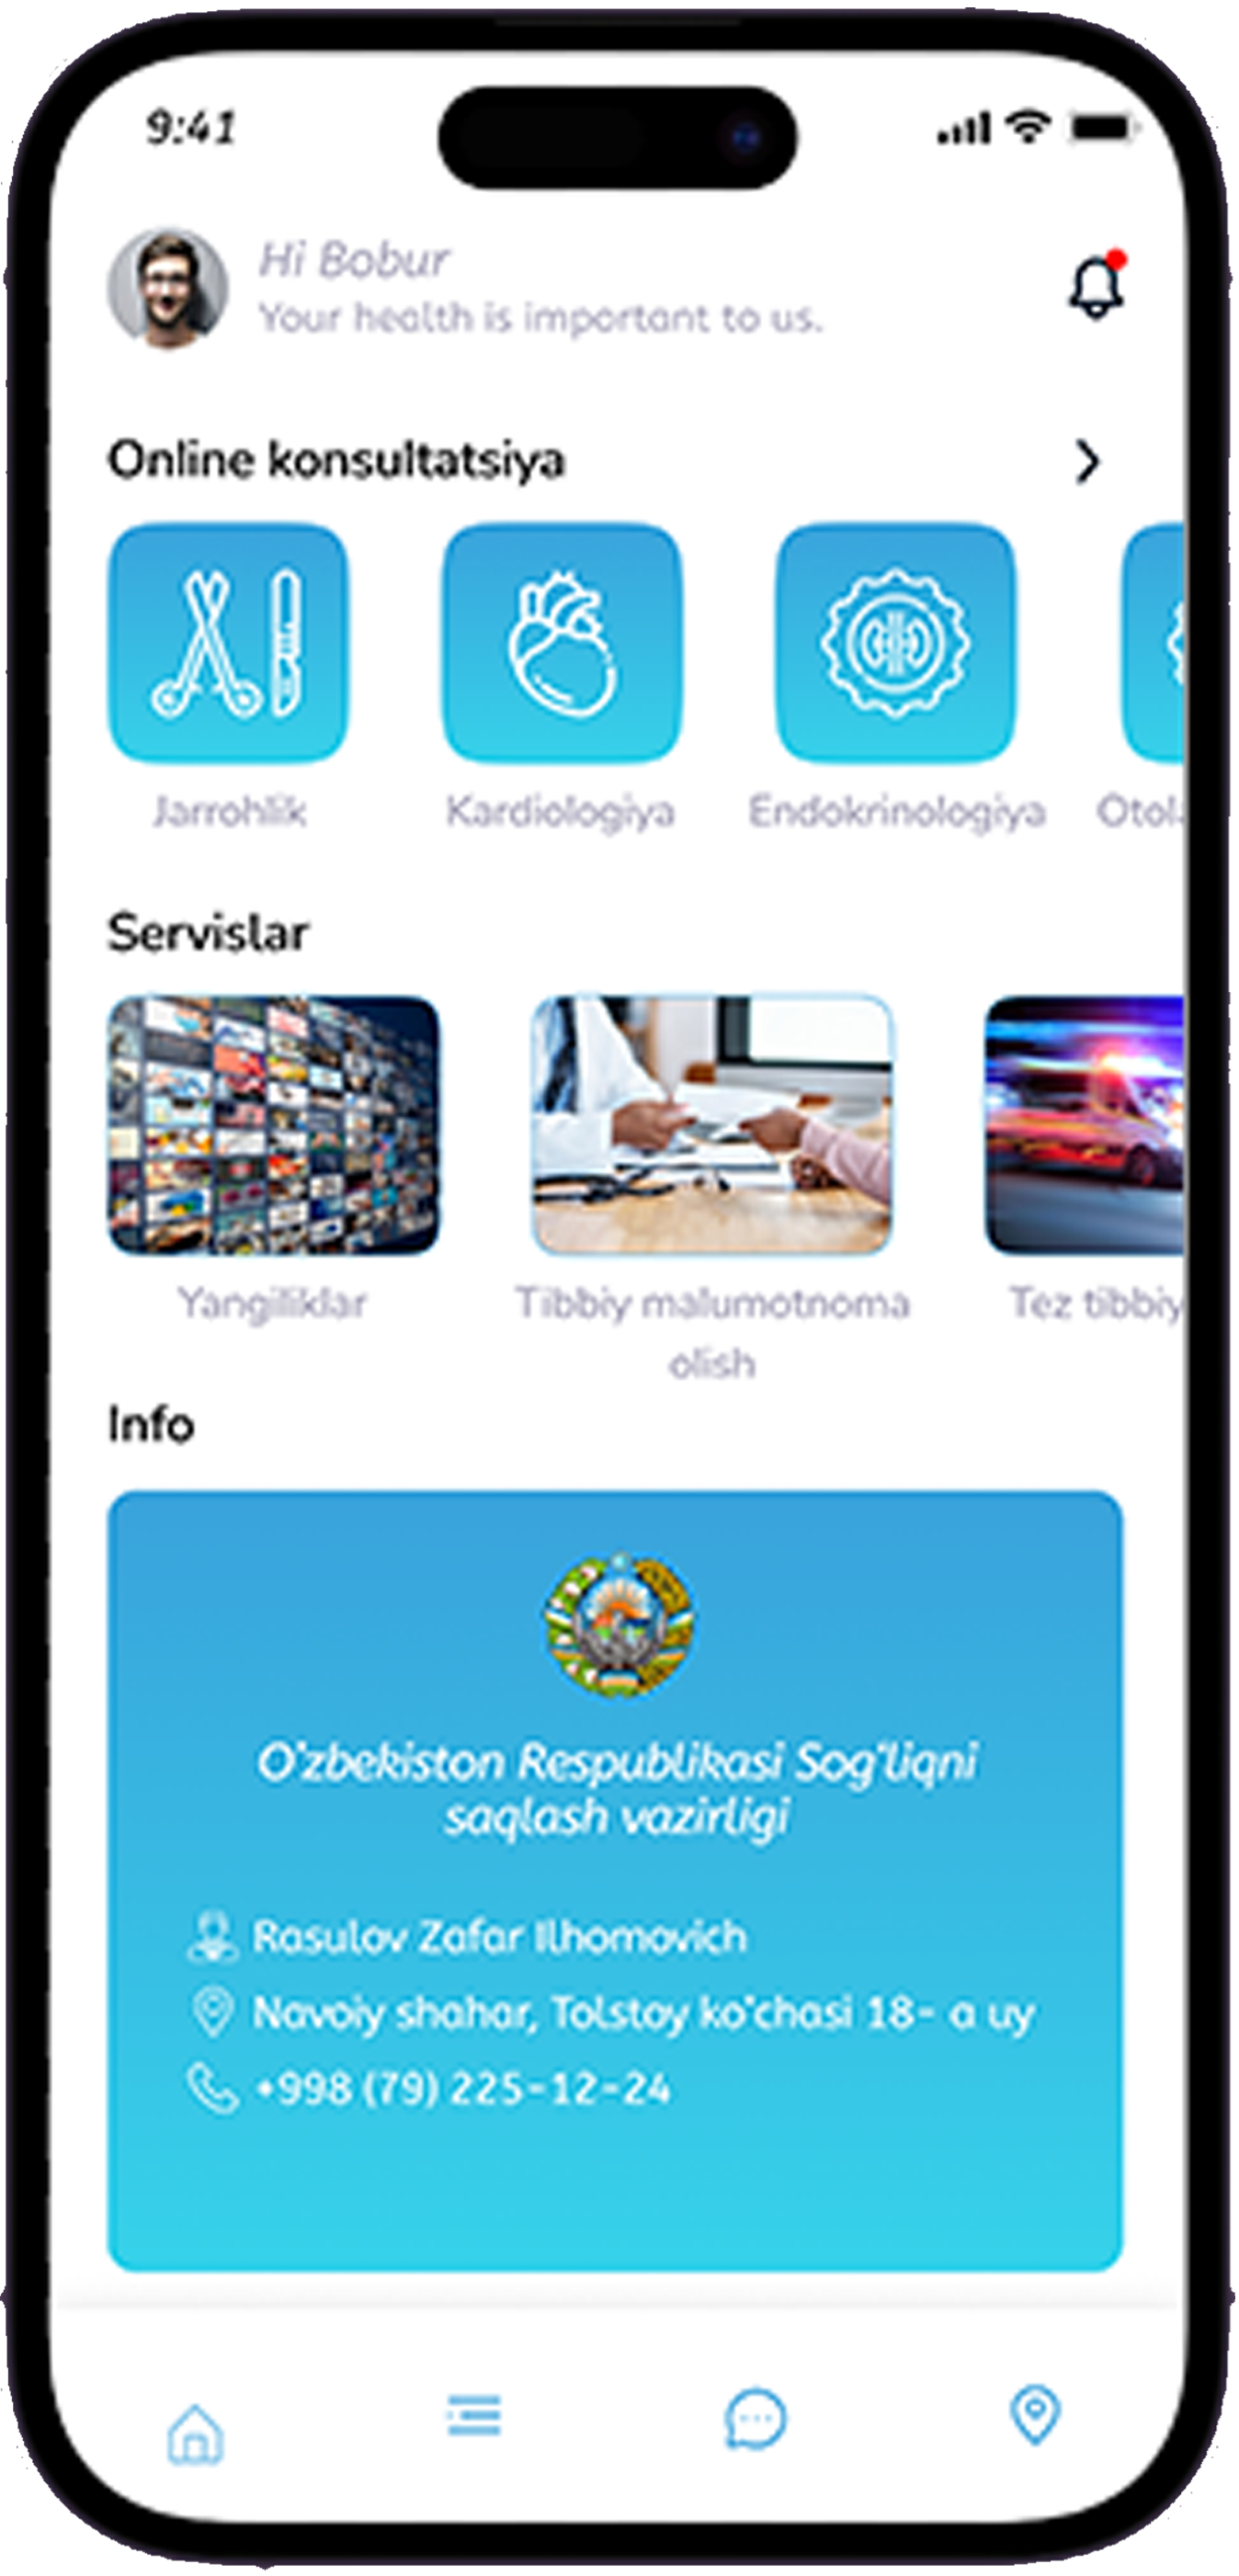 9:41
Hi Bobur
Your health is important to us.
Online konsultatsiya
Jarrohlik Kardiologiya Endokrinologiya
Servislar
Yangiliklar Tibbiy malumotnoma Tez tibbiy
olish
Info
O'zbekiston Respublikasi Sog'liqni
saqlash vazirligi
Rasulov Zafar Ilhomovich
Navoiy shahar, Tolstoy ko'chasi 18- a uy
+998 (79) 225-12-24